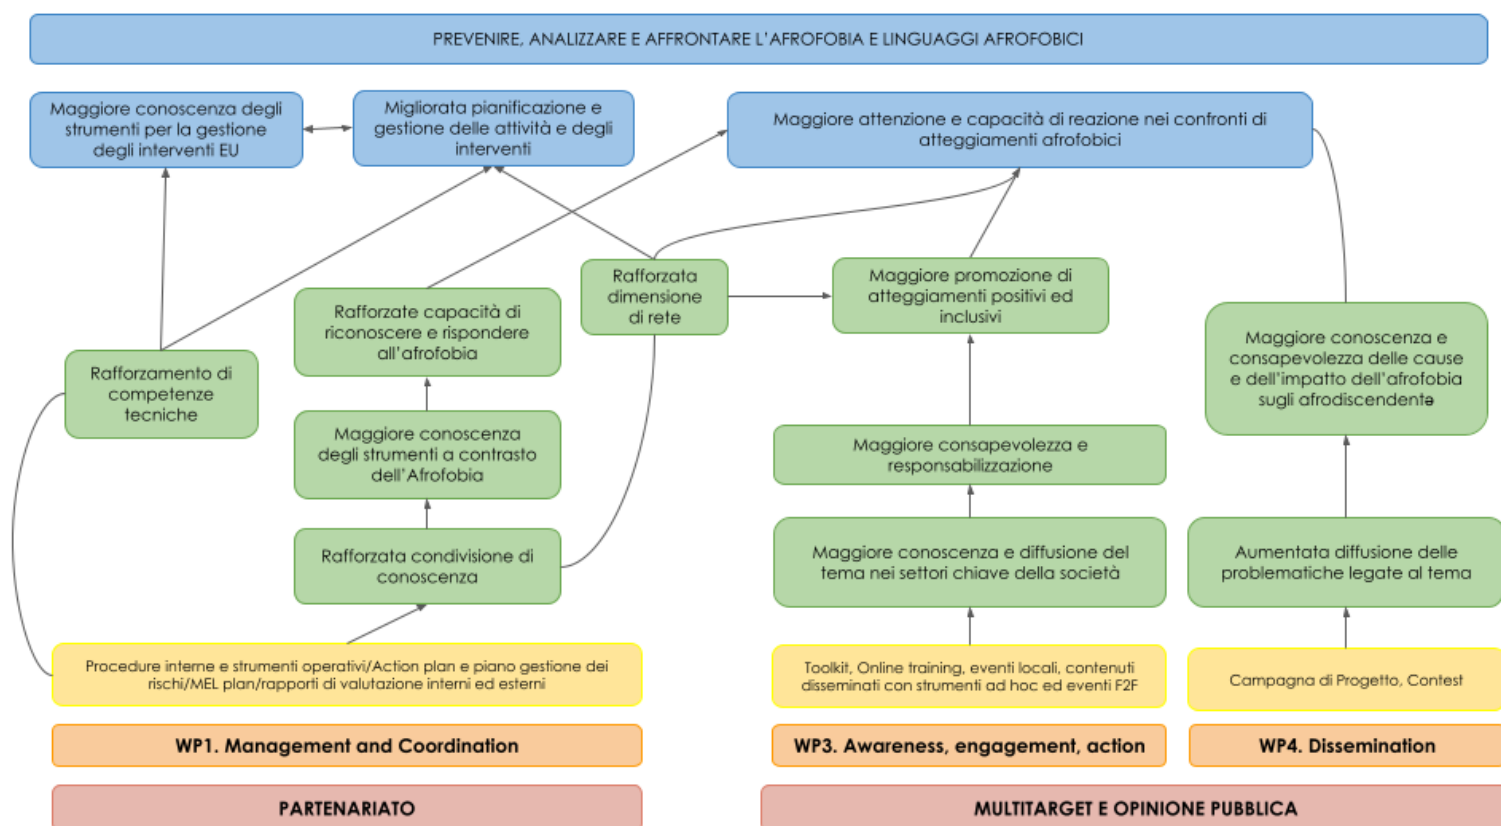 PREVENIRE, ANALIZZARE E AFFRONTARE L'AFROFOBIA E LINGUAGGI AFROFOBICI
Maggiore conoscenza degli
strumenti per la gestione
degli interventi EU
Migliorata pianificazione e
gestione delle attività e degli
interventi
Maggiore attenzione e capacità di reazione nei confronti di
atteggiamenti afrofobici
Rafforzata
dimensione
di rete
Maggiore promozione di
atteggiamenti positivi ed
inclusivi
Rafforzate capacità di
riconoscere e rispondere
all'afrofobia
Maggiore conoscenza e
consapevolezza delle cause
e dell'impatto dell'afrofobia
sugli afrodiscendentə
Rafforzamento di
competenze
tecniche
Maggiore conoscenza
degli strumenti a contrasto
dell'Afrofobia
Maggiore consapevolezza e
responsabilizzazione
Rafforzata condivisione di
conoscenza
Maggiore conoscenza e diffusione del
tema nei settori chiave della società
Aumentata diffusione delle
problematiche legate al tema
Procedure interne e strumenti operativi/Action plan e piano gestione dei
rischi/MEL plan/rapporti di valutazione interni ed esterni
Toolkit, Online training, eventi locali, contenuti
disseminati con strumenti ad hoc ed eventi F2F
Campagna di Progetto, Contest
WP1. Management and Coordination
WP3. Awareness, engagement, action
WP4. Dissemination
PARTENARIATO
MULTITARGET E OPINIONE PUBBLICA